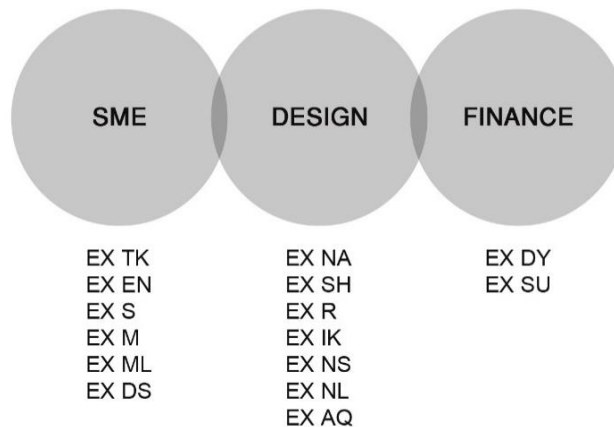 SME
DESIGN
FINANCE
EX TK
EX EN
EX S
EX M
EX ML
EX DS
EX NA
EX SH
EX R
EX IK
EX NS
EX NL
EX AQ
EX DY
EX SU